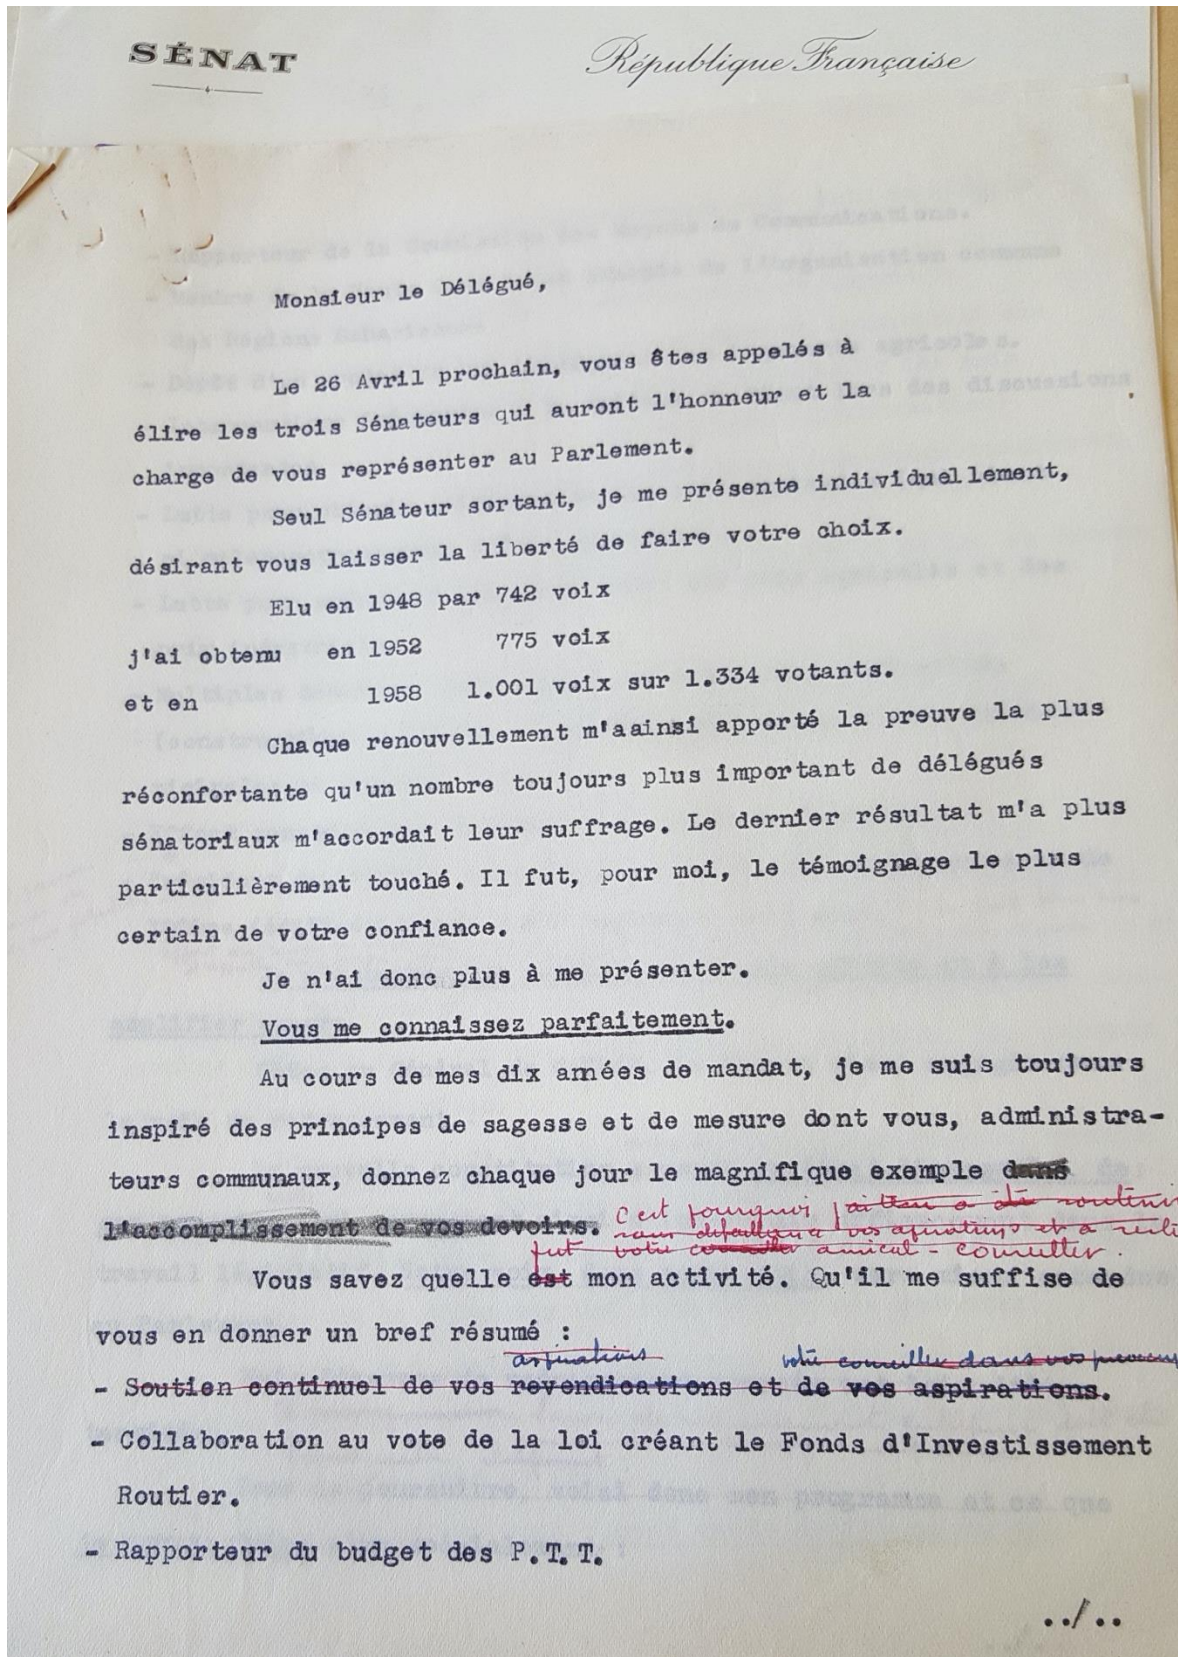 SÉNAT
République Française
Monsieur le Délégué,
Le 26 Avril prochain, vous êtes appelés à
élire les trois Sénateurs qui auront l'honneur et la
charge de vous représenter au Parlement.
Seul Sénateur sortant, je me présente individuellement,
désirant vous laisser la liberté de faire votre choix.
Elu en 1948 par 742 voix
j'ai obtenu en 1952 775 voix
et en 1958 1.001 voix sur 1.334 votants.
Chaque renouvellement m'aainsi apporté la preuve la plus
réconfortante qu'un nombre toujours plus important de délégués
sénatoriaux m'accordait leur suffrage. Le dernier résultat m'a plus
particulièrement touché. Il fut, pour moi, le témoignage le plus
certain de votre confiance.
Je n'ai donc plus à me présenter.
Vous me connaissez parfaitement.
Au cours de mes dix années de mandat, je me suis toujours
inspiré des principes de sagesse et de mesure dont vous, administra-
teurs communaux, donnez chaque jour le magnifique exemple dans
l'accomplissement de vos devoirs. C'est pourquoi j'ai
vos aspirations et à
fut votre amical - conseiller.
Vous savez quelle est mon activité. Qu'il me suffise de
vous en donner un bref résumé :
aspirations votre conseiller dans vos
- Soutien continuel de vos revendications et de vos aspirations.
- Collaboration au vote de la loi créant le Fonds d'Investissement
Routier.
- Rapporteur du budget des P.T.T.
../..